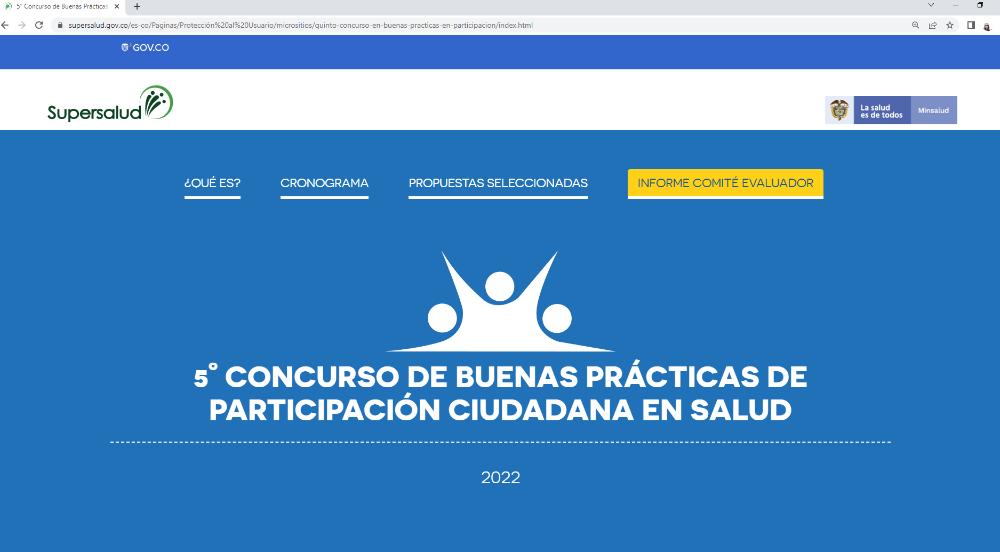 5° Concurso de Buenas Prácticas
supersalud.gov.co/es-co/Paginas/Protección%20al%20Usuario/micrositios/quinto-concurso-en-buenas-practicas-en-participacion/index.html
GOV.CO
Supersalud
La salud
es de todos
Minsalud
¿QUÉ ES? CRONOGRAMA PROPUESTAS SELECCIONADAS INFORME COMITÉ EVALUADOR
5° CONCURSO DE BUENAS PRÁCTICAS DE
PARTICIPACIÓN CIUDADANA EN SALUD
2022